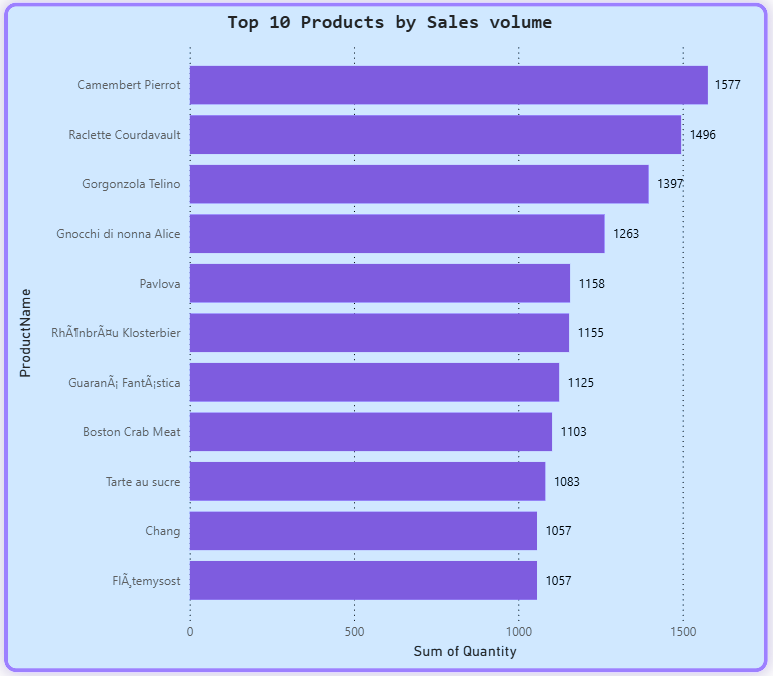 Top 10 Products by Sales volume
Camembert Pierrot 1577
Raclette Courdavault 1496
Gorgonzola Telino 1397
Gnocchi di nonna Alice 1263
Pavlova 1158
ProductName
RhÃ¶nbrÃ¤u Klosterbier 1155
GuaranÃ¡ FantÃ¡stica 1125
Boston Crab Meat 1103
Tarte au sucre 1083
Chang 1057
FlÃ¸temysost 1057
0 500 1000 1500
Sum of Quantity